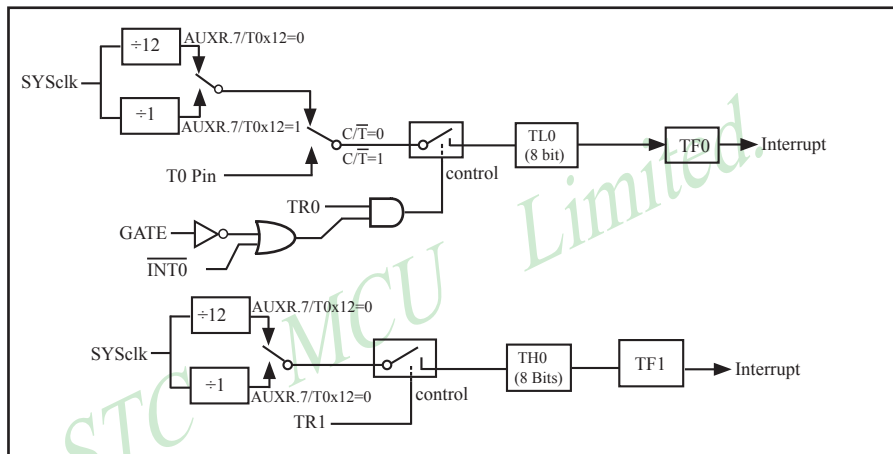 ÷12
AUXR.7/T0x12=0
SYSclk
÷1
AUXR.7/T0x12=1
C/T̅=0
C/T̅=1
T0 Pin
control
TL0
(8 bit)
TF0
Interrupt
TR0
GATE
I̅N̅T̅0̅
÷12
AUXR.7/T0x12=0
SYSclk
÷1
AUXR.7/T0x12=0
control
TR1
TH0
(8 Bits)
TF1
Interrupt
STC MCU Limited.